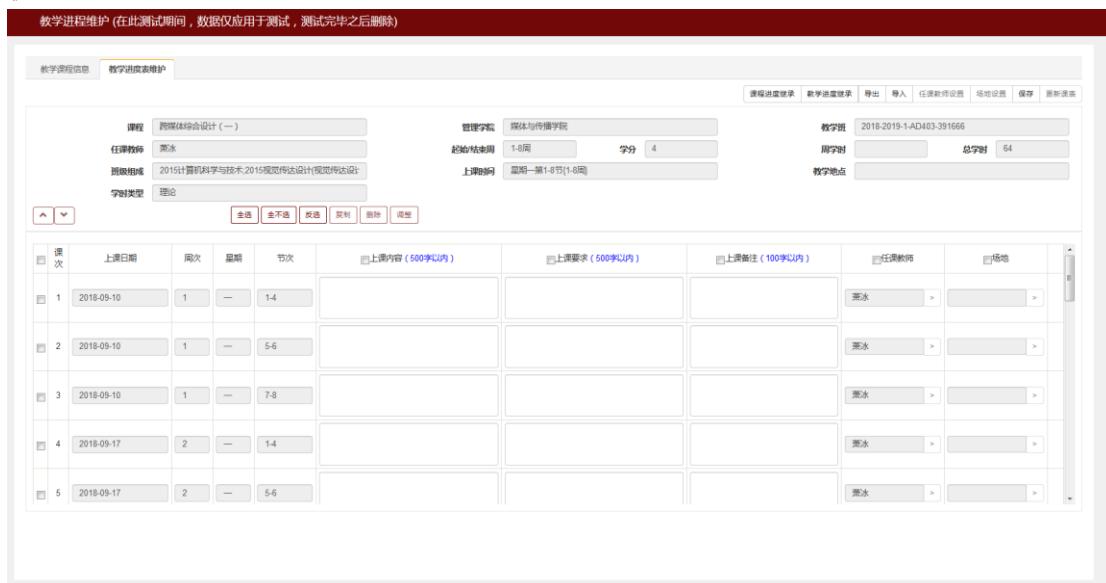 教学进程维护 (在此测试期间，数据仅应用于测试，测试完毕之后删除)
教学课程信息 教学进度表维护
课程进度继承 教学进度继承 导出 导入 任课教师设置 场地设置 保存 更新课表
课程 跨媒体综合设计（一） 管理学院 媒体与传播学院 教学班 2018-2019-1-AD403-391666
任课教师 萧冰 起始/结束周 1-8周 学分 4 周学时 总学时 64
班级组成 2015计算机科学与技术;2015视觉传达设计(视觉传达设计 上课时间 星期一第1-8节{1-8周} 教学地点
学时类型 理论
全选 全不选 反选 复制 删除 调整
课次 上课日期 周次 星期 节次 上课内容（500字以内） 上课要求（500字以内） 上课备注（100字以内） 任课教师 场地
1 2018-09-10 1 一 1-4 萧冰 >  >
2 2018-09-10 1 一 5-6 萧冰 >  >
3 2018-09-10 1 一 7-8 萧冰 >  >
4 2018-09-17 2 一 1-4 萧冰 >  >
5 2018-09-17 2 一 5-6 萧冰 >  >